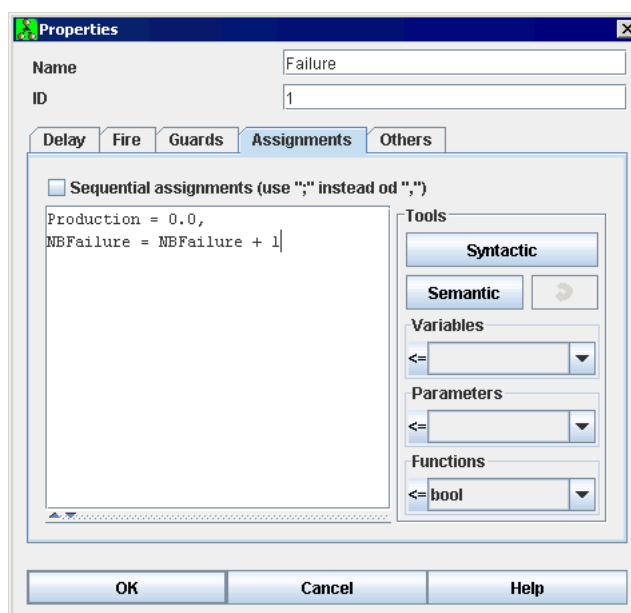 Properties
Name Failure
ID 1
Delay Fire Guards Assignments Others
Sequential assignments (use ";" instead od ",")
Production = 0.0,
NBFailure = NBFailure + 1
Tools
Syntactic
Semantic
Variables
<=
Parameters
<=
Functions
<= bool
OK Cancel Help